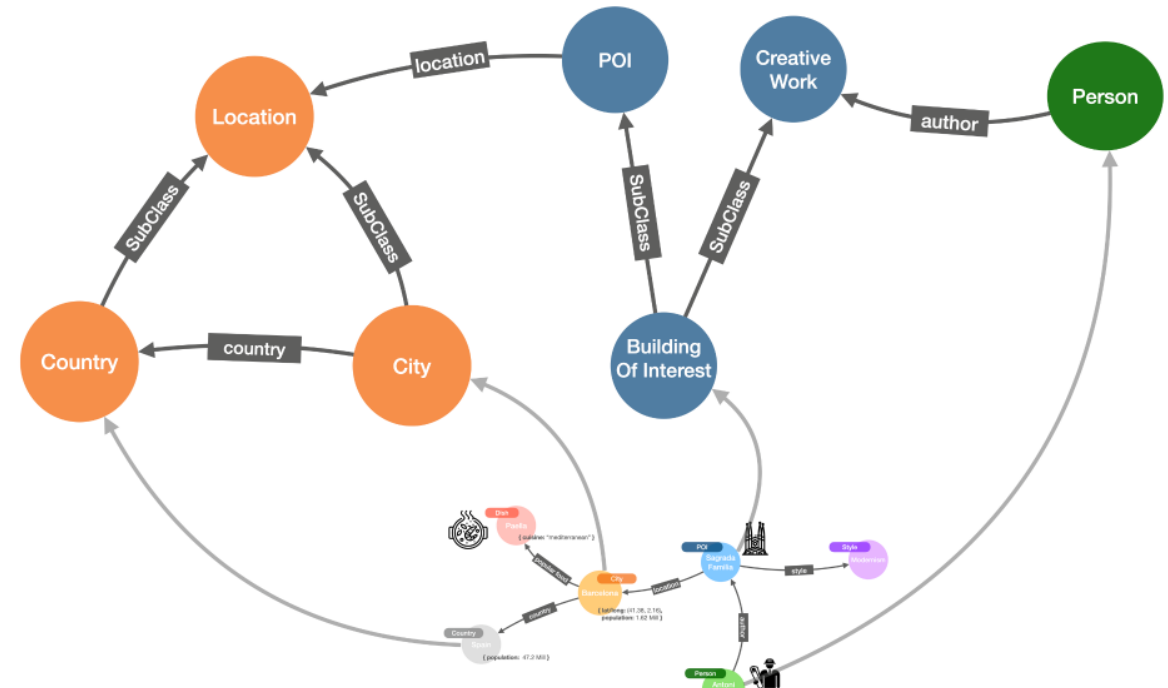 POI
Creative
Work
location
Person
Location
author
SubClass
SubClass
SubClass
SubClass
Building
Of Interest
country
Country
City
Dish
Paella
{ cuisine: "mediterranean" }
popular food
POI
Sagrada
Familia
Style
Modernism
style
City
Barcelona
location
{ lat/long: (41.38, 2.16),
population: 1.62 Mill }
country
Country
Spain
{ population: 47.2 Mill }
author
Person
Antoni